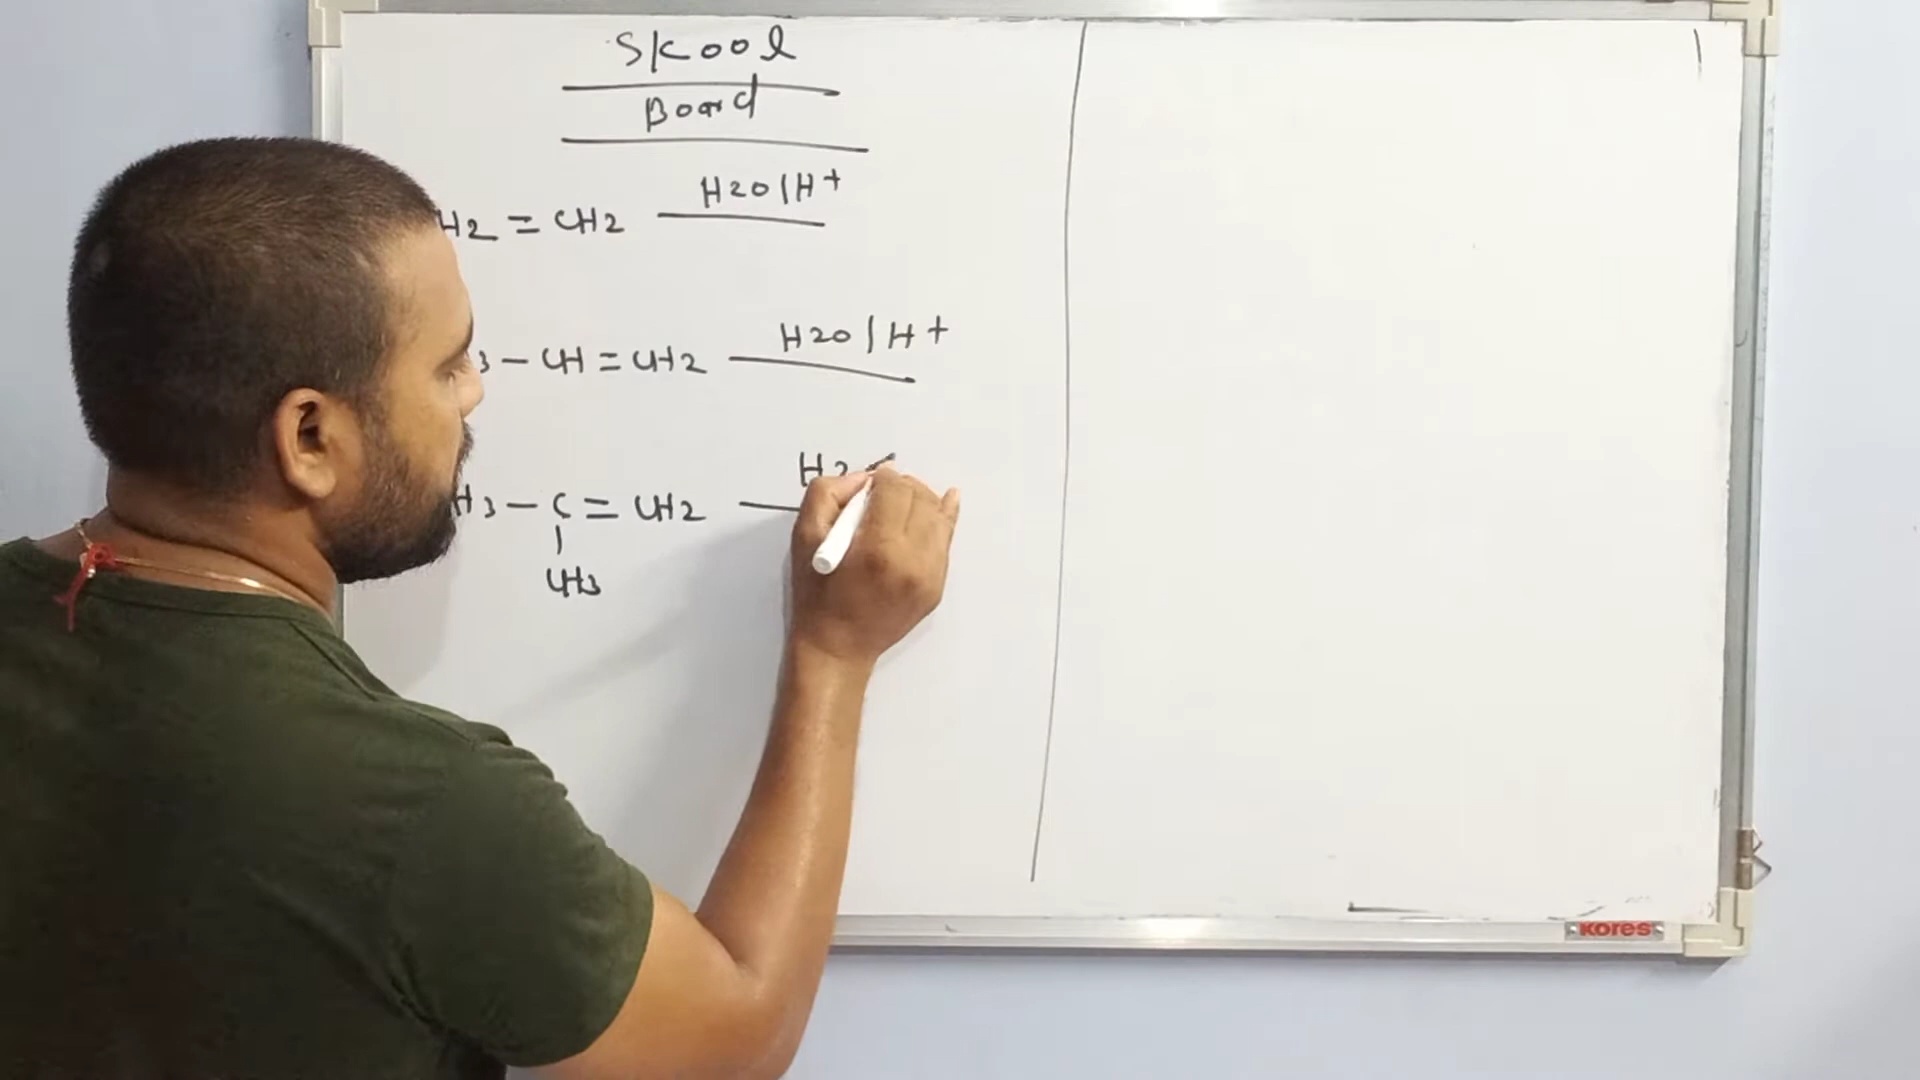 Skool
Board
H2O/H+
H2 = CH2
H2O/H+
3 - CH = CH2
H2
H3 - C = CH2
CH3
KORES